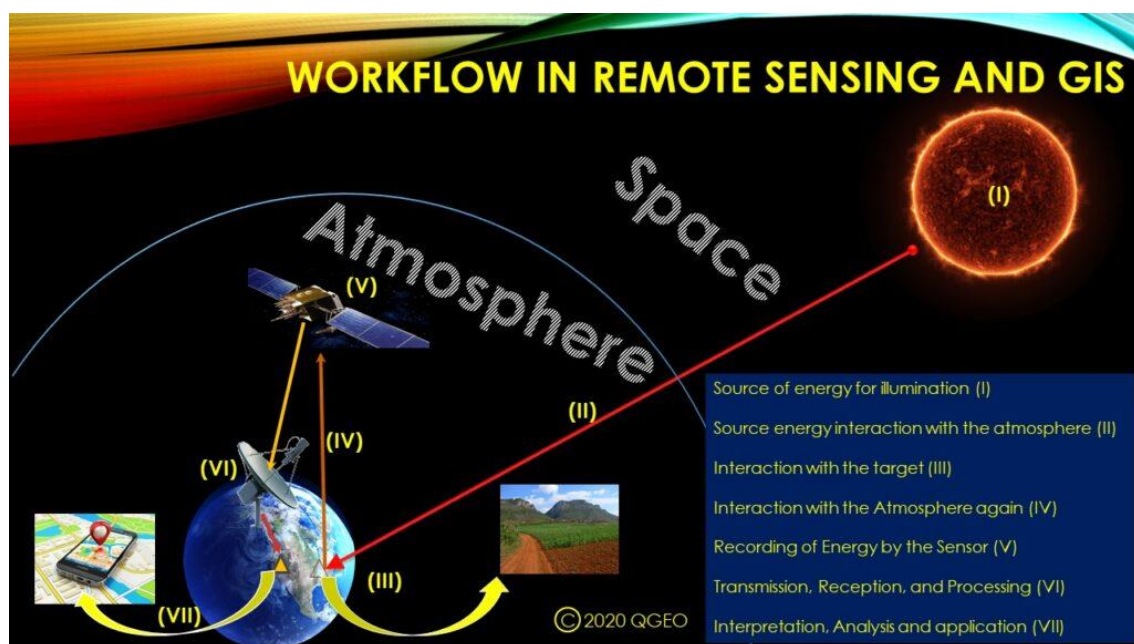 WORKFLOW IN REMOTE SENSING AND GIS
Space
(I)
Atmosphere
(V)
(II)
(IV)
(VI)
(III)
(VII)
© 2020 QGEO
Source of energy for illumination (I)
Source energy interaction with the atmosphere (II)
Interaction with the target (III)
Interaction with the Atmosphere again (IV)
Recording of Energy by the Sensor (V)
Transmission, Reception, and Processing (VI)
Interpretation, Analysis and application (VII)